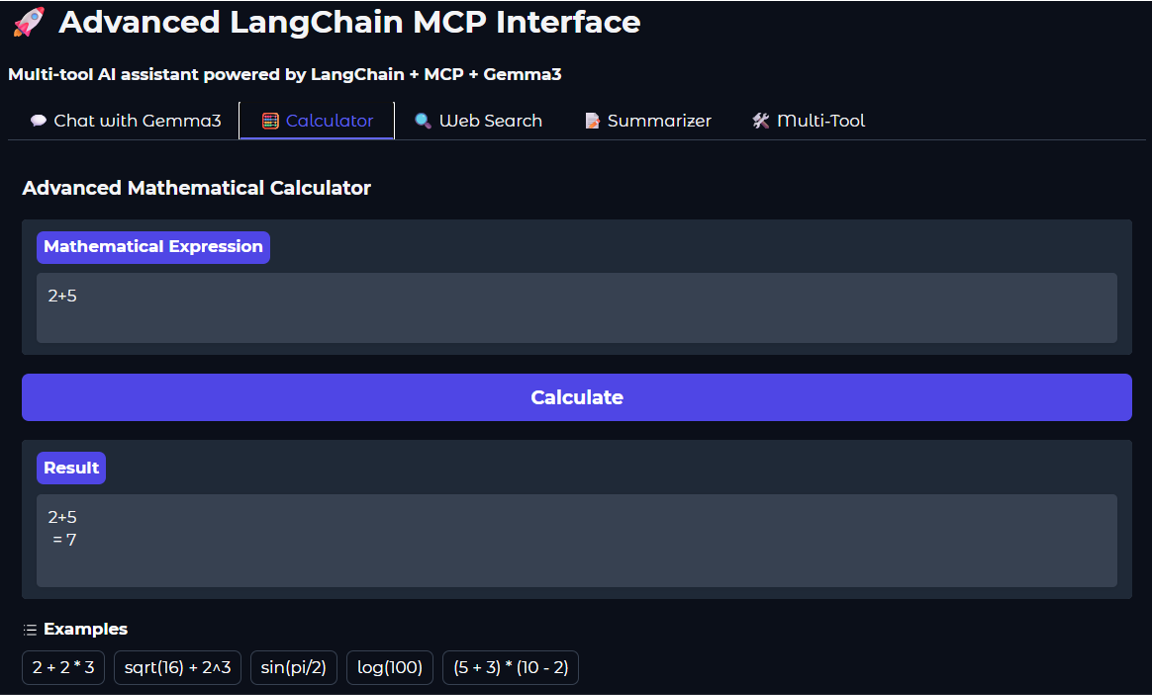 🚀 Advanced LangChain MCP Interface
Multi-tool AI assistant powered by LangChain + MCP + Gemma3
💬 Chat with Gemma3 🧮 Calculator 🔍 Web Search 📝 Summarizer 🛠️ Multi-Tool
Advanced Mathematical Calculator
Mathematical Expression
2+5
Calculate
Result
2+5
= 7
Examples
2 + 2 * 3 sqrt(16) + 2^3 sin(pi/2) log(100) (5 + 3) * (10 - 2)